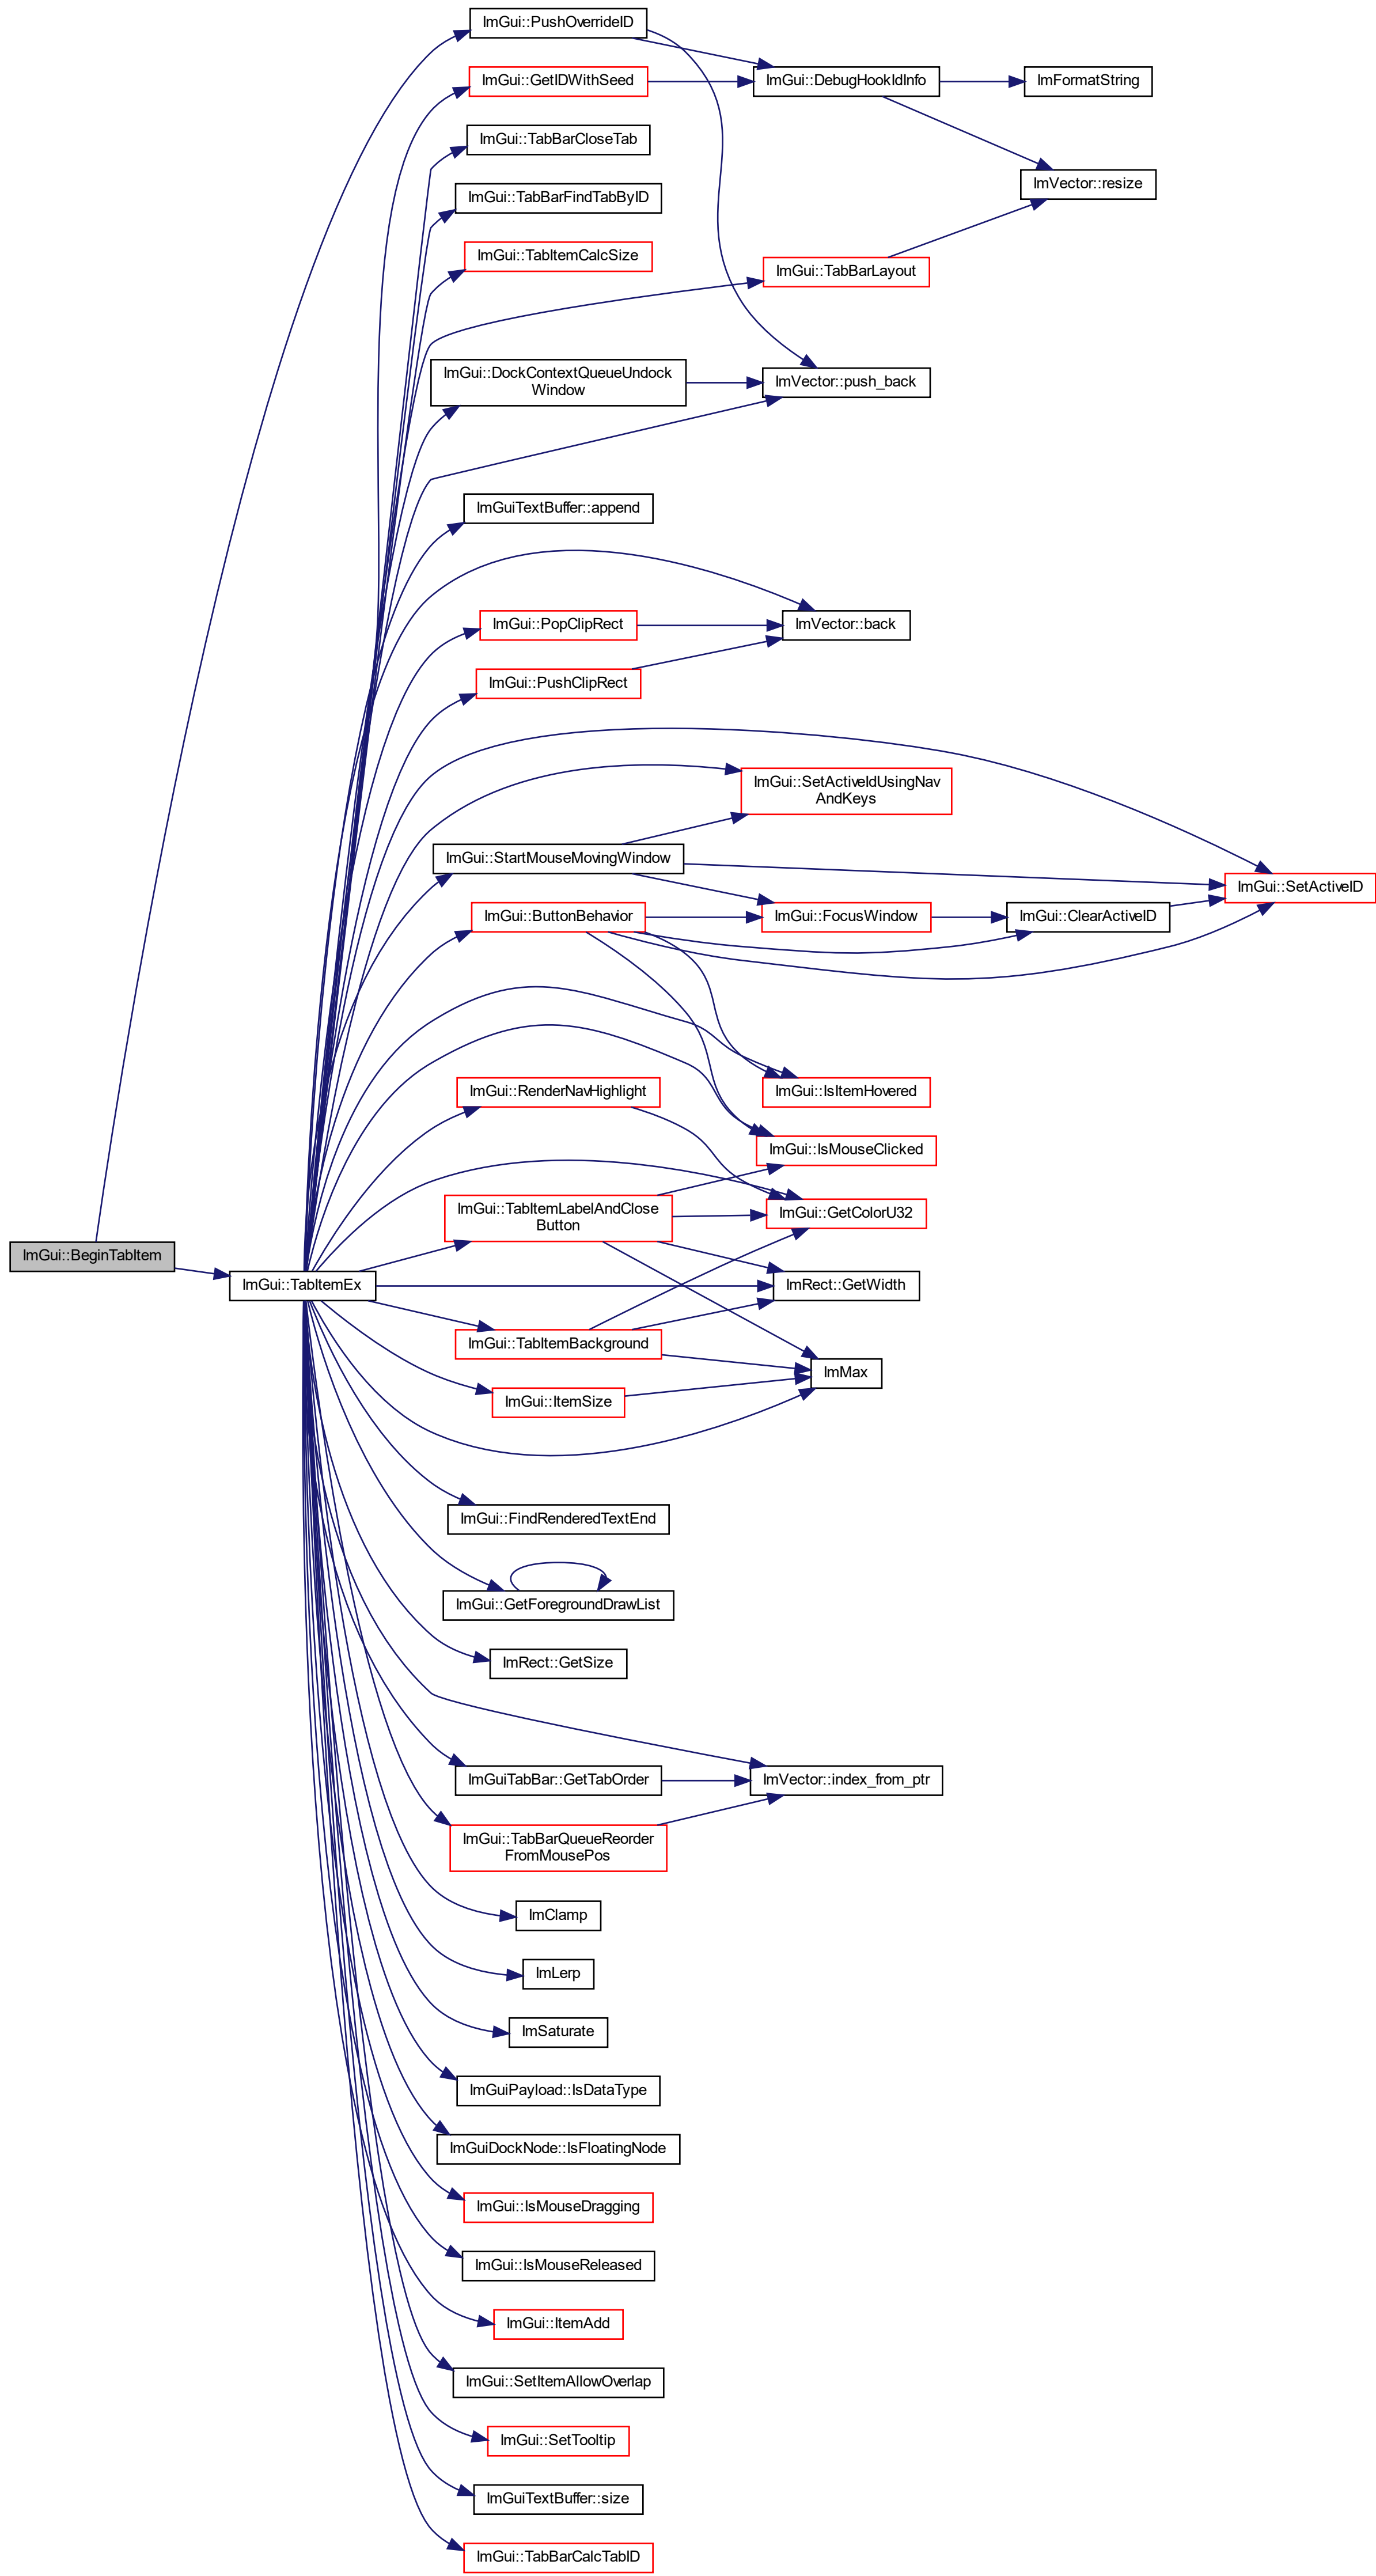 ImGui::PushOverrideID
ImGui::GetIDWithSeed
ImGui::DebugHookIdInfo
ImFormatString
ImGui::TabBarCloseTab
ImVector::resize
ImGui::TabBarFindTabByID
ImGui::TabItemCalcSize
ImGui::TabBarLayout
ImGui::DockContextQueueUndock
Window
ImVector::push_back
ImGuiTextBuffer::append
ImGui::PopClipRect
ImVector::back
ImGui::PushClipRect
ImGui::SetActiveIdUsingNav
AndKeys
ImGui::StartMouseMovingWindow
ImGui::SetActiveID
ImGui::ButtonBehavior
ImGui::FocusWindow
ImGui::ClearActiveID
ImGui::RenderNavHighlight
ImGui::IsItemHovered
ImGui::IsMouseClicked
ImGui::TabItemLabelAndClose
Button
ImGui::GetColorU32
ImGui::BeginTabItem
ImGui::TabItemEx
ImRect::GetWidth
ImGui::TabItemBackground
ImMax
ImGui::ItemSize
ImGui::FindRenderedTextEnd
ImGui::GetForegroundDrawList
ImRect::GetSize
ImGuiTabBar::GetTabOrder
ImVector::index_from_ptr
ImGui::TabBarQueueReorder
FromMousePos
ImClamp
ImLerp
ImSaturate
ImGuiPayload::IsDataType
ImGuiDockNode::IsFloatingNode
ImGui::IsMouseDragging
ImGui::IsMouseReleased
ImGui::ItemAdd
ImGui::SetItemAllowOverlap
ImGui::SetTooltip
ImGuiTextBuffer::size
ImGui::TabBarCalcTabID